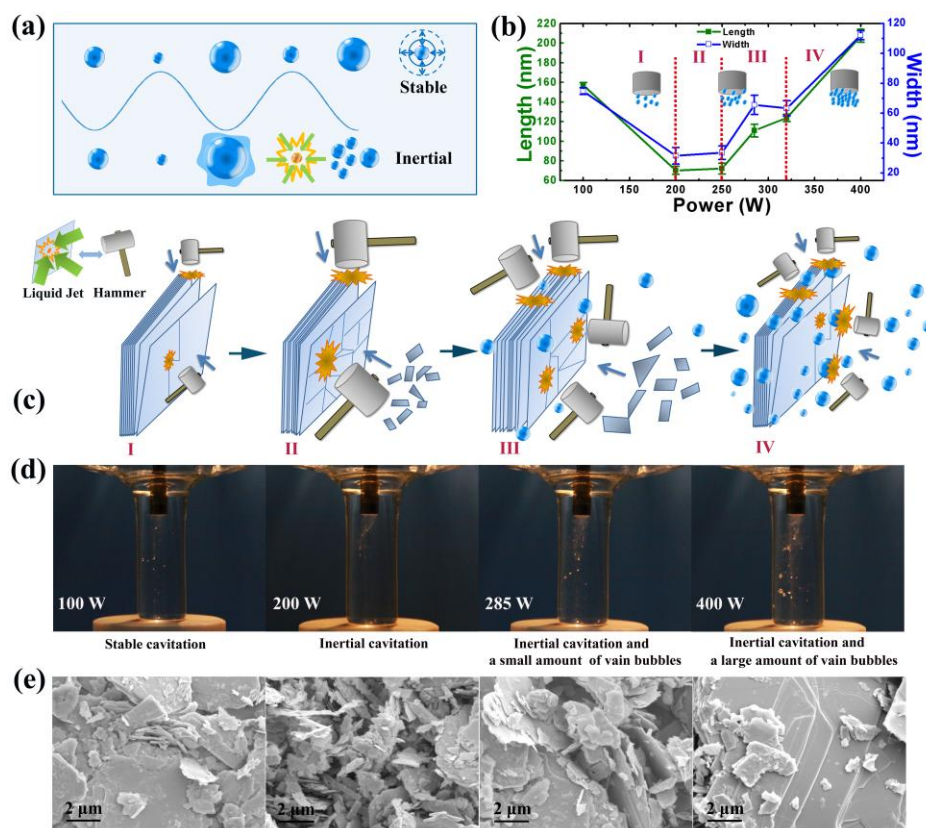 (a)
Stable
Inertial
(b)
Length
Width
I
II
III
IV
220
200
180
160
140
120
100
80
60
Length (nm)
120
100
80
60
40
20
Width (nm)
100
150
200
250
300
350
400
Power (W)
Liquid Jet
Hammer
(c)
I
II
III
IV
(d)
100 W
200 W
285 W
400 W
Stable cavitation
Inertial cavitation
Inertial cavitation and
a small amount of vain bubbles
Inertial cavitation and
a large amount of vain bubbles
(e)
2 μm
2 μm
2 μm
2 μm